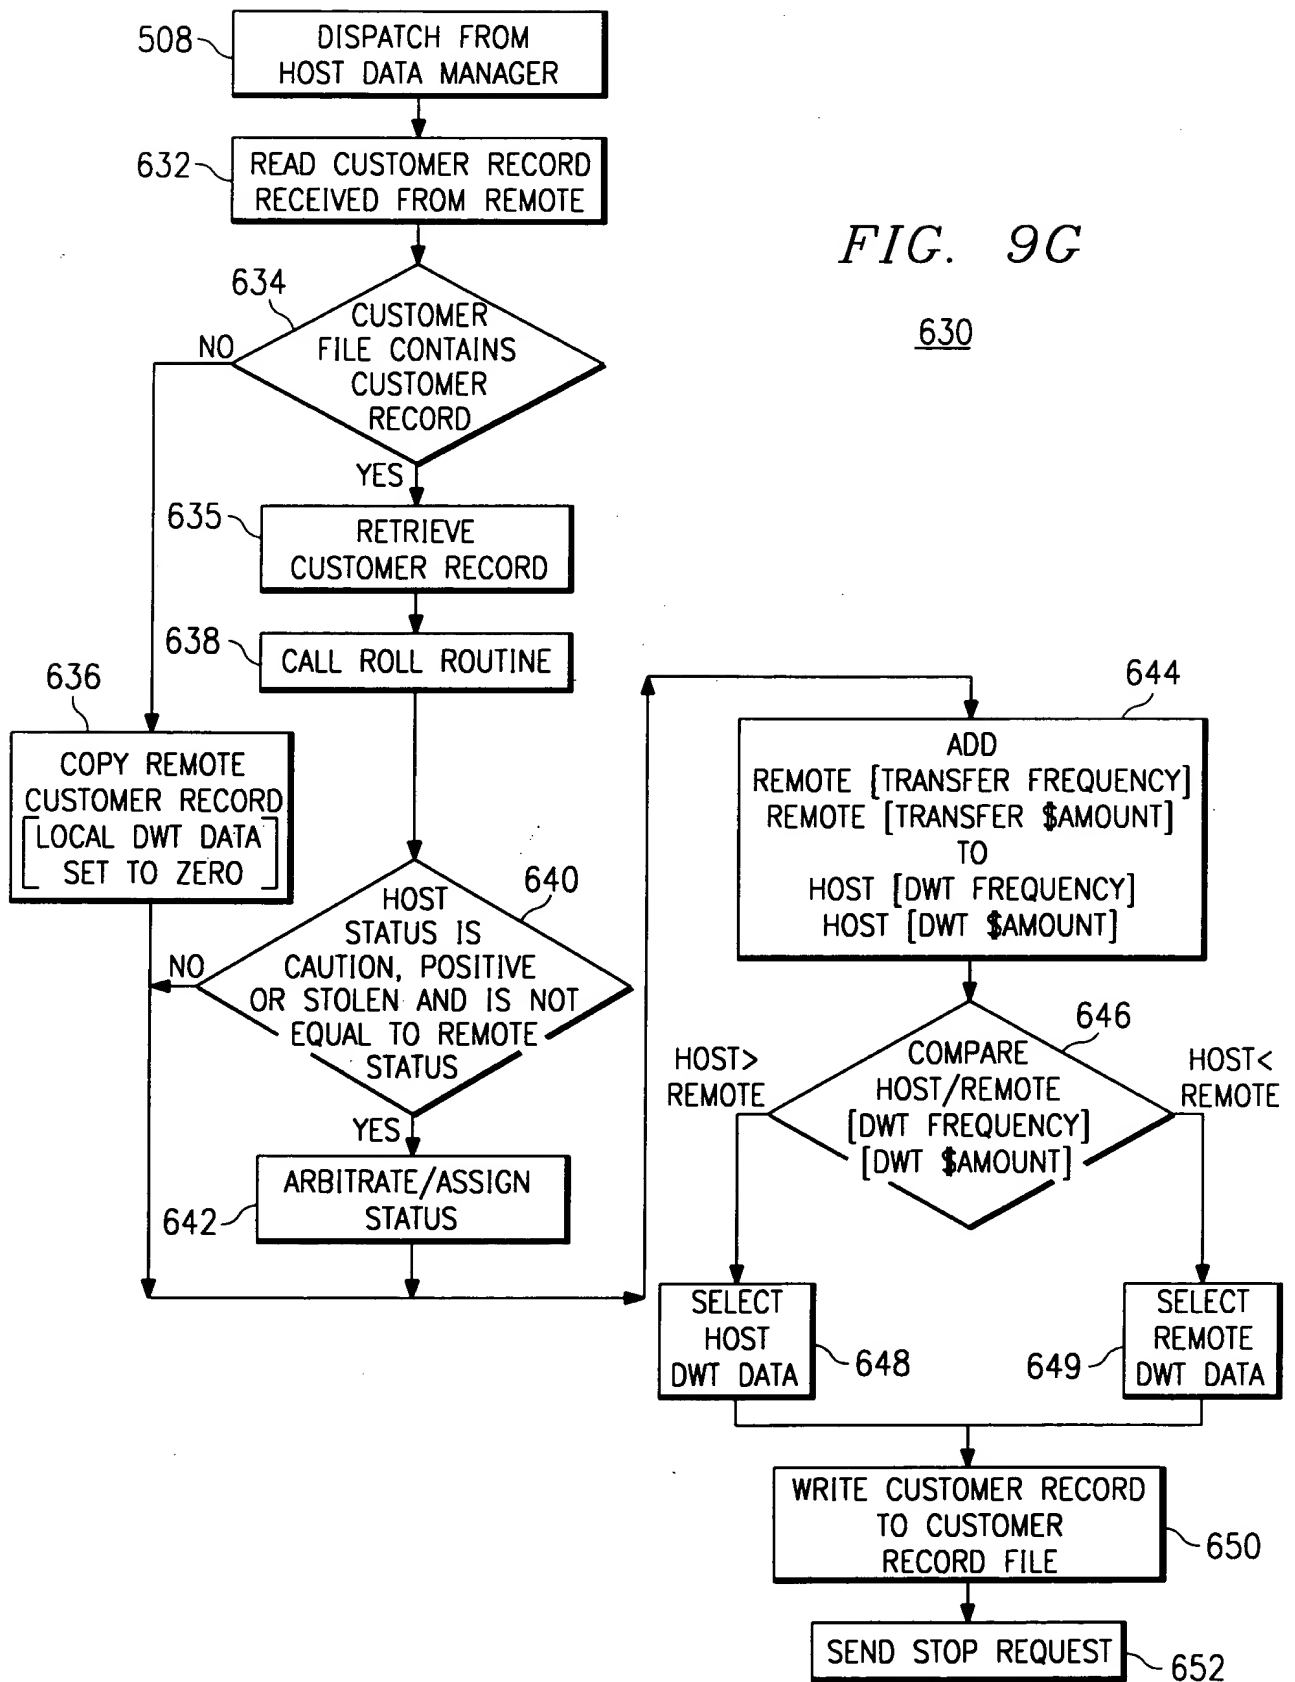 508
DISPATCH FROM
HOST DATA MANAGER
632
READ CUSTOMER RECORD
RECEIVED FROM REMOTE
FIG. 9G
630
634
CUSTOMER
FILE CONTAINS
CUSTOMER
RECORD
NO
YES
635
RETRIEVE
CUSTOMER RECORD
638
CALL ROLL ROUTINE
636
COPY REMOTE
CUSTOMER RECORD
[LOCAL DWT DATA
SET TO ZERO]
640
HOST
STATUS IS
CAUTION, POSITIVE
OR STOLEN AND IS NOT
EQUAL TO REMOTE
STATUS
NO
YES
642
ARBITRATE/ASSIGN
STATUS
644
ADD
REMOTE [TRANSFER FREQUENCY]
REMOTE [TRANSFER $AMOUNT]
TO
HOST [DWT FREQUENCY]
HOST [DWT $AMOUNT]
646
COMPARE
HOST/REMOTE
[DWT FREQUENCY]
[DWT $AMOUNT]
HOST>
REMOTE
HOST<
REMOTE
SELECT
HOST
DWT DATA
648
649
SELECT
REMOTE
DWT DATA
WRITE CUSTOMER RECORD
TO CUSTOMER
RECORD FILE
650
SEND STOP REQUEST
652